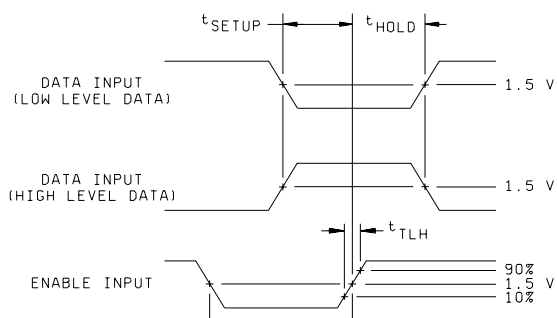 tSETUP
tHOLD
DATA INPUT
(LOW LEVEL DATA)
1.5 V
DATA INPUT
(HIGH LEVEL DATA)
1.5 V
tTLH
ENABLE INPUT
90%
1.5 V
10%